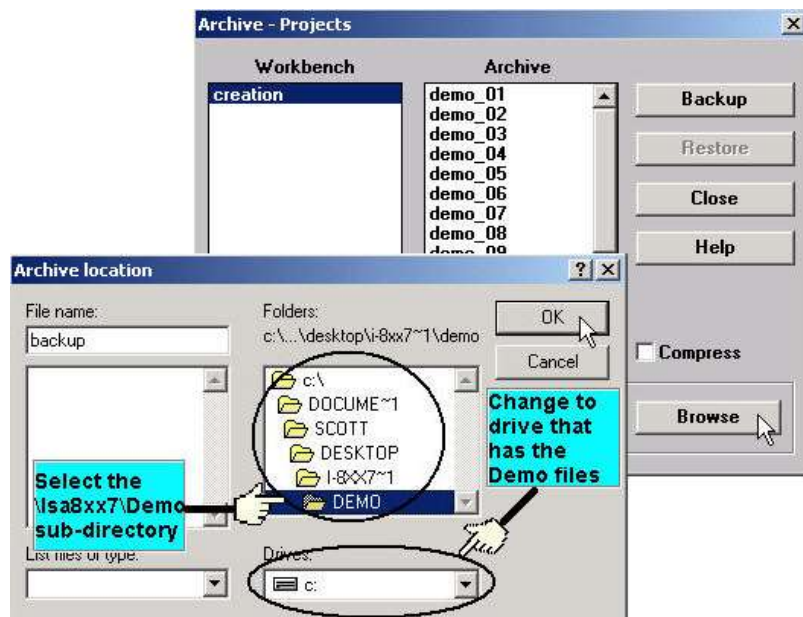 Archive - Projects
Workbench
Archive
creation
demo_01
demo_02
demo_03
demo_04
demo_05
demo_06
demo_07
demo_08
demo_09
Backup
Restore
Close
Help
Compress
Browse
Archive location
File name:
backup
Folders:
c:\...\desktop\i-8xx7~1\demo
c:\
DOCUME~1
SCOTT
DESKTOP
I-8XX7~1
DEMO
OK
Cancel
Change to
drive that
has the
Demo files
Select the
\Isa8xx7\Demo
sub-directory
List files of type:
Drives:
c: